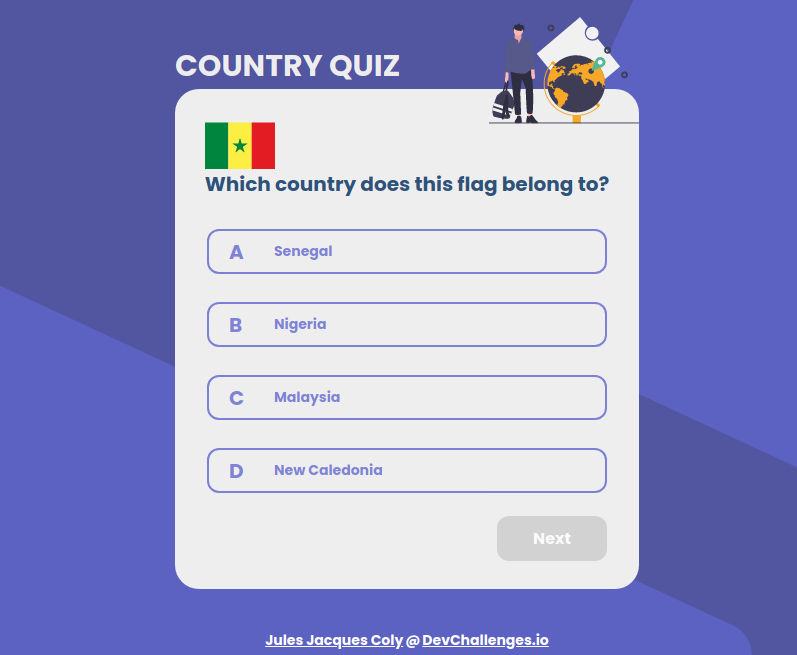 COUNTRY QUIZ
Which country does this flag belong to?
A Senegal
B Nigeria
C Malaysia
D New Caledonia
Next
Jules Jacques Coly @ DevChallenges.io